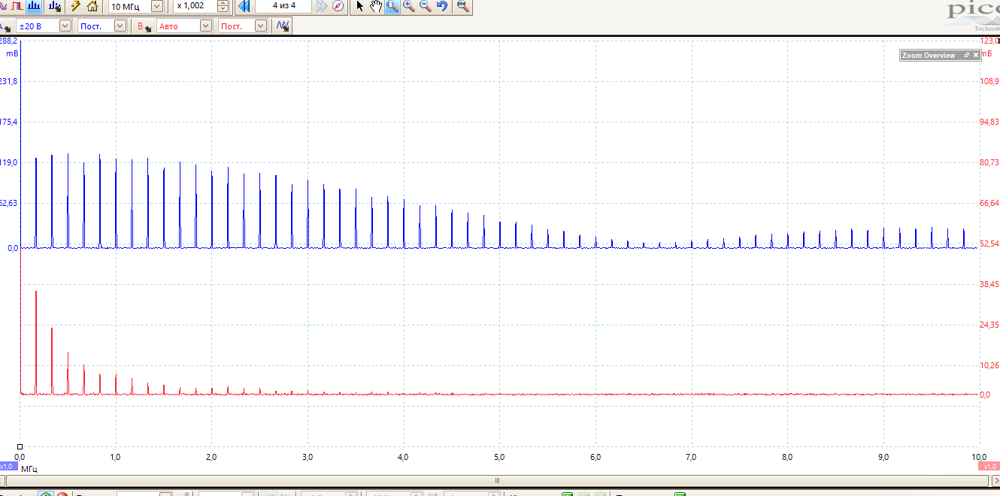 10 МГц x 1,002 4 из 4
±20 В Пост. B Авто Пост.
288,2 123,0
mB mB
Zoom Overview
231,8 108,9
175,4 94,83
119,0 80,73
62,63 66,64
0,0 52,54
38,45
24,35
10,26
0,0
0,0 1,0 2,0 3,0 4,0 5,0 6,0 7,0 8,0 9,0 10,0
x1,0 МГц x1,0